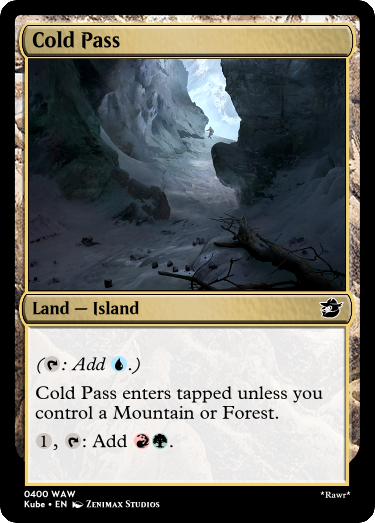 Cold Pass
Land — Island
(T: Add U.)
Cold Pass enters tapped unless you
control a Mountain or Forest.
1, T: Add RG.
0400 WAW
Kube • EN ZENIMAX STUDIOS
*Rawr*